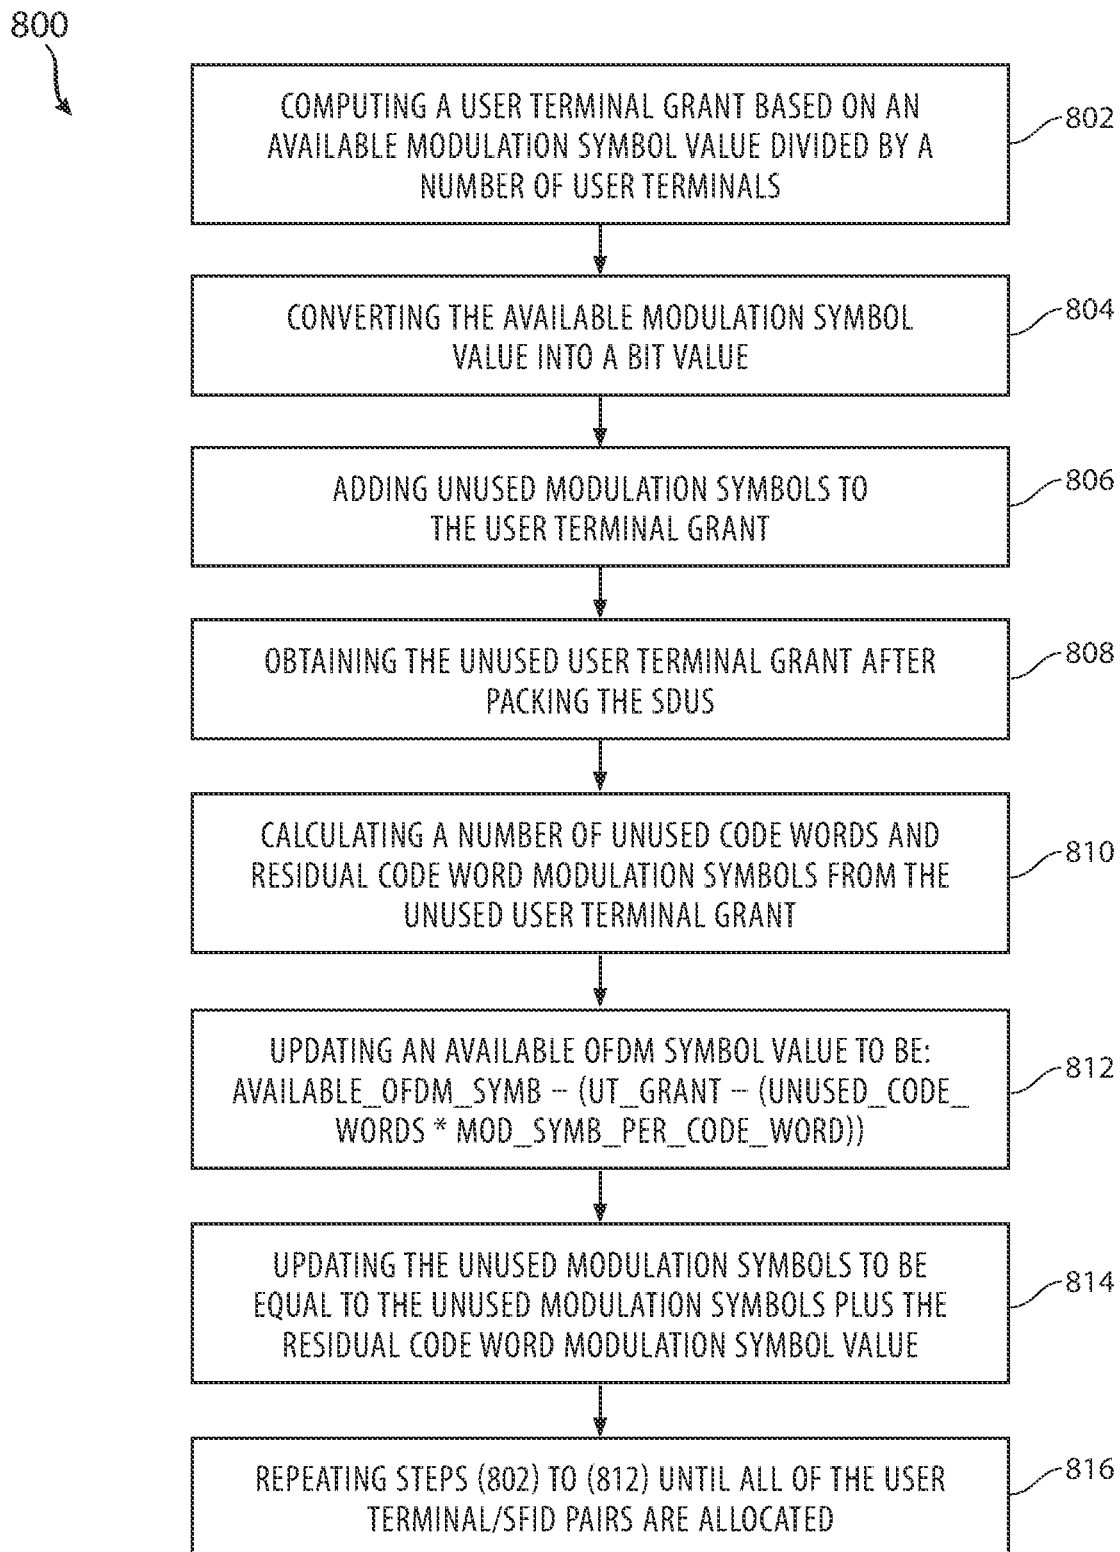 800
COMPUTING A USER TERMINAL GRANT BASED ON AN
AVAILABLE MODULATION SYMBOL VALUE DIVIDED BY A
NUMBER OF USER TERMINALS
802
CONVERTING THE AVAILABLE MODULATION SYMBOL
VALUE INTO A BIT VALUE
804
ADDING UNUSED MODULATION SYMBOLS TO
THE USER TERMINAL GRANT
806
OBTAINING THE UNUSED USER TERMINAL GRANT AFTER
PACKING THE SDUS
808
CALCULATING A NUMBER OF UNUSED CODE WORDS AND
RESIDUAL CODE WORD MODULATION SYMBOLS FROM THE
UNUSED USER TERMINAL GRANT
810
UPDATING AN AVAILABLE OFDM SYMBOL VALUE TO BE:
AVAILABLE_OFDM_SYMB – (UT_GRANT – (UNUSED_CODE_
WORDS * MOD_SYMB_PER_CODE_WORD))
812
UPDATING THE UNUSED MODULATION SYMBOLS TO BE
EQUAL TO THE UNUSED MODULATION SYMBOLS PLUS THE
RESIDUAL CODE WORD MODULATION SYMBOL VALUE
814
REPEATING STEPS (802) TO (812) UNTIL ALL OF THE USER
TERMINAL/SFID PAIRS ARE ALLOCATED
816